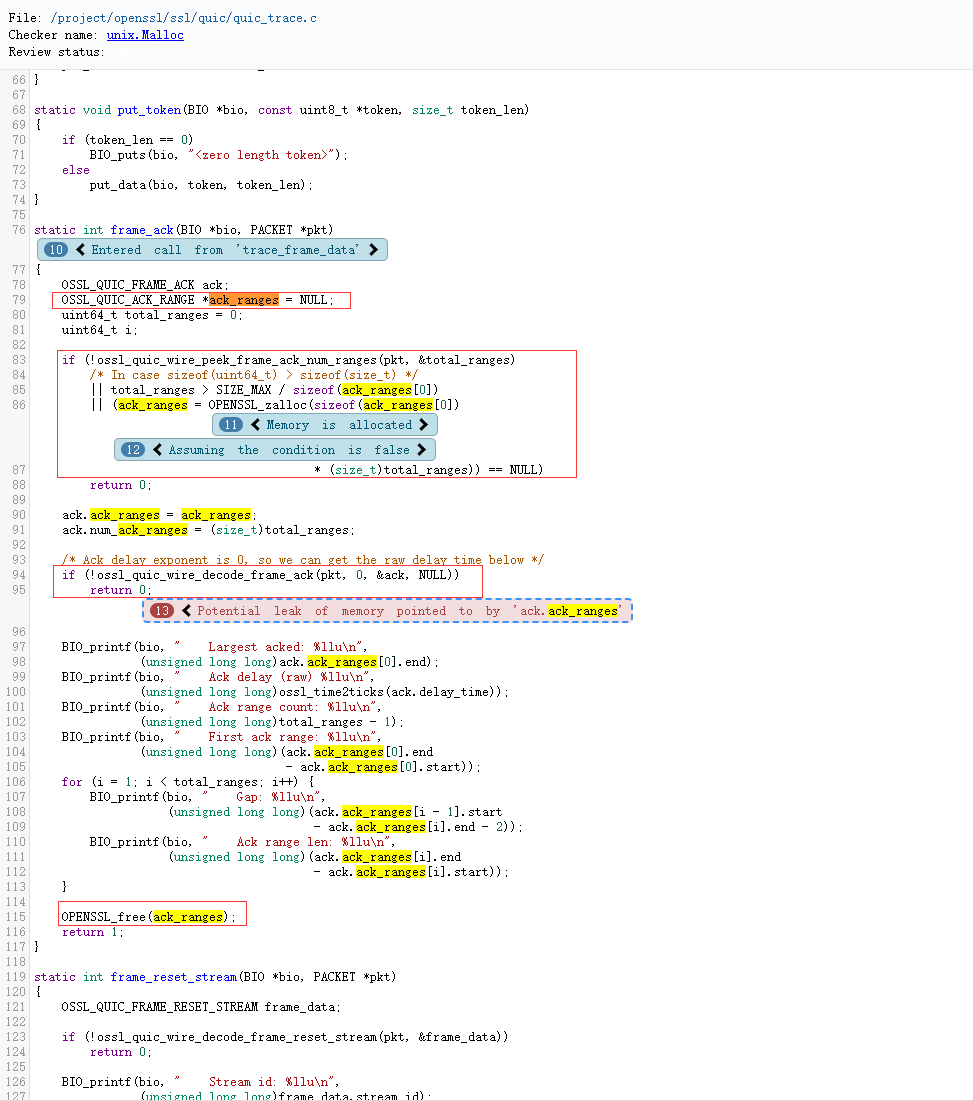 File: /project/openssl/ssl/quic/quic_trace.c
Checker name: unix.Malloc
Review status:
66 }
67
68 static void put_token(BIO *bio, const uint8_t *token, size_t token_len)
69 {
70     if (token_len == 0)
71         BIO_puts(bio, "<zero length token>");
72     else
73         put_data(bio, token, token_len);
74 }
75
76 static int frame_ack(BIO *bio, PACKET *pkt)
10 Entered call from 'trace_frame_data'
77 {
78     OSSL_QUIC_FRAME_ACK ack;
79     OSSL_QUIC_ACK_RANGE *ack_ranges = NULL;
80     uint64_t total_ranges = 0;
81     uint64_t i;
82
83     if (!ossl_quic_wire_peek_frame_ack_num_ranges(pkt, &total_ranges)
84         /* In case sizeof(uint64_t) > sizeof(size_t) */
85         || total_ranges > SIZE_MAX / sizeof(ack_ranges[0])
86         || (ack_ranges = OPENSSL_zalloc(sizeof(ack_ranges[0])
11 Memory is allocated
12 Assuming the condition is false
87                                         * (size_t)total_ranges)) == NULL)
88         return 0;
89
90     ack.ack_ranges = ack_ranges;
91     ack.num_ack_ranges = (size_t)total_ranges;
92
93     /* Ack delay exponent is 0, so we can get the raw delay time below */
94     if (!ossl_quic_wire_decode_frame_ack(pkt, 0, &ack, NULL))
95         return 0;
13 Potential leak of memory pointed to by 'ack.ack_ranges'
96
97     BIO_printf(bio, "    Largest acked: %llu\n",
98                (unsigned long long)ack.ack_ranges[0].end);
99     BIO_printf(bio, "    Ack delay (raw) %llu\n",
100                (unsigned long long)ossl_time2ticks(ack.delay_time));
101     BIO_printf(bio, "    Ack range count: %llu\n",
102                (unsigned long long)total_ranges - 1);
103     BIO_printf(bio, "    First ack range: %llu\n",
104                (unsigned long long)(ack.ack_ranges[0].end
105                                     - ack.ack_ranges[0].start));
106     for (i = 1; i < total_ranges; i++) {
107         BIO_printf(bio, "    Gap: %llu\n",
108                    (unsigned long long)(ack.ack_ranges[i - 1].start
109                                         - ack.ack_ranges[i].end - 2));
110         BIO_printf(bio, "    Ack range len: %llu\n",
111                    (unsigned long long)(ack.ack_ranges[i].end
112                                         - ack.ack_ranges[i].start));
113     }
114
115     OPENSSL_free(ack_ranges);
116     return 1;
117 }
118
119 static int frame_reset_stream(BIO *bio, PACKET *pkt)
120 {
121     OSSL_QUIC_FRAME_RESET_STREAM frame_data;
122
123     if (!ossl_quic_wire_decode_frame_reset_stream(pkt, &frame_data))
124         return 0;
125
126     BIO_printf(bio, "    Stream id: %llu\n",
127                (unsigned long long)frame_data.stream_id);